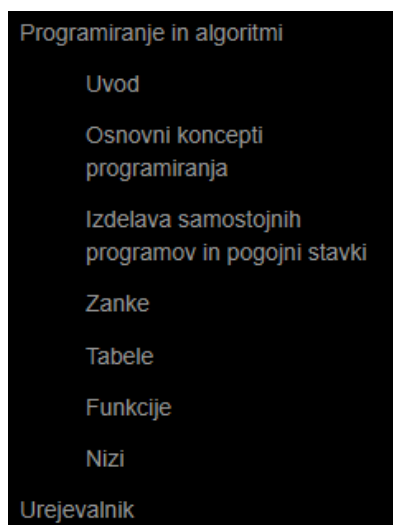 Programiranje in algoritmi
Uvod
Osnovni koncepti
programiranja
Izdelava samostojnih
programov in pogojni stavki
Zanke
Tabele
Funkcije
Nizi
Urejevalnik